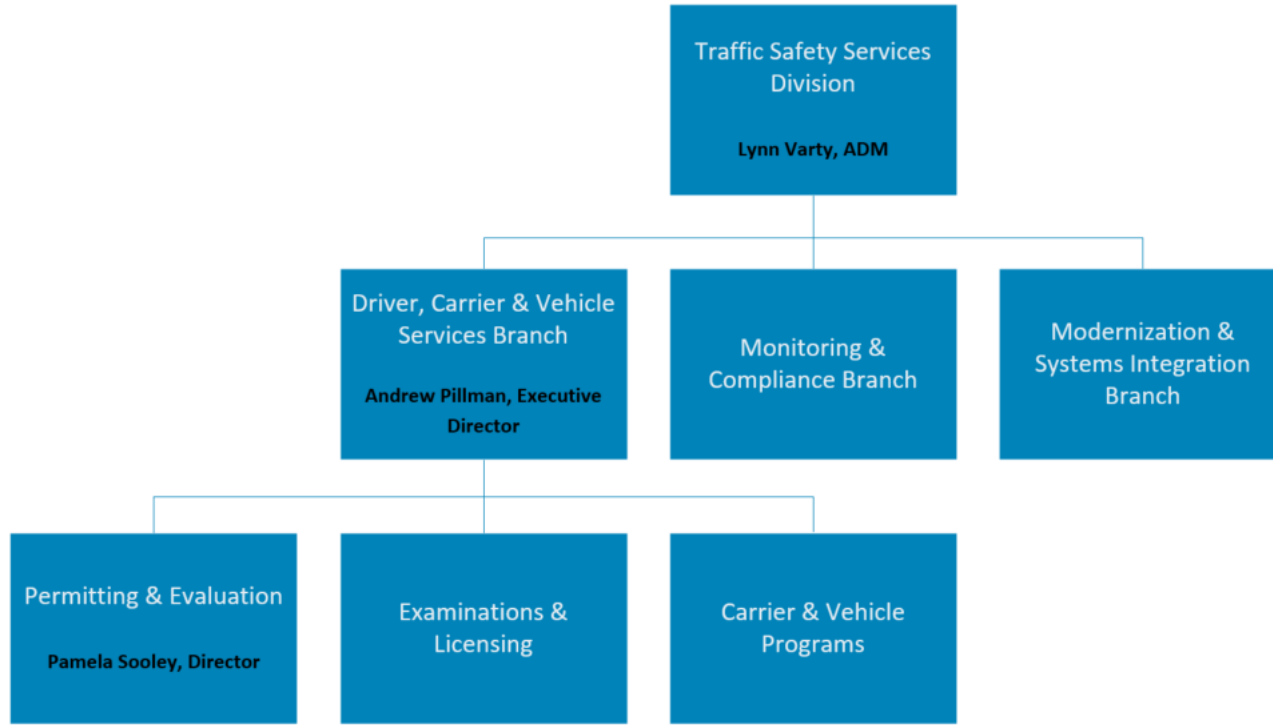 Traffic Safety Services
Division
Lynn Varty, ADM
Driver, Carrier & Vehicle
Services Branch
Andrew Pillman, Executive
Director
Monitoring &
Compliance Branch
Modernization &
Systems Integration
Branch
Permitting & Evaluation
Pamela Sooley, Director
Examinations &
Licensing
Carrier & Vehicle
Programs